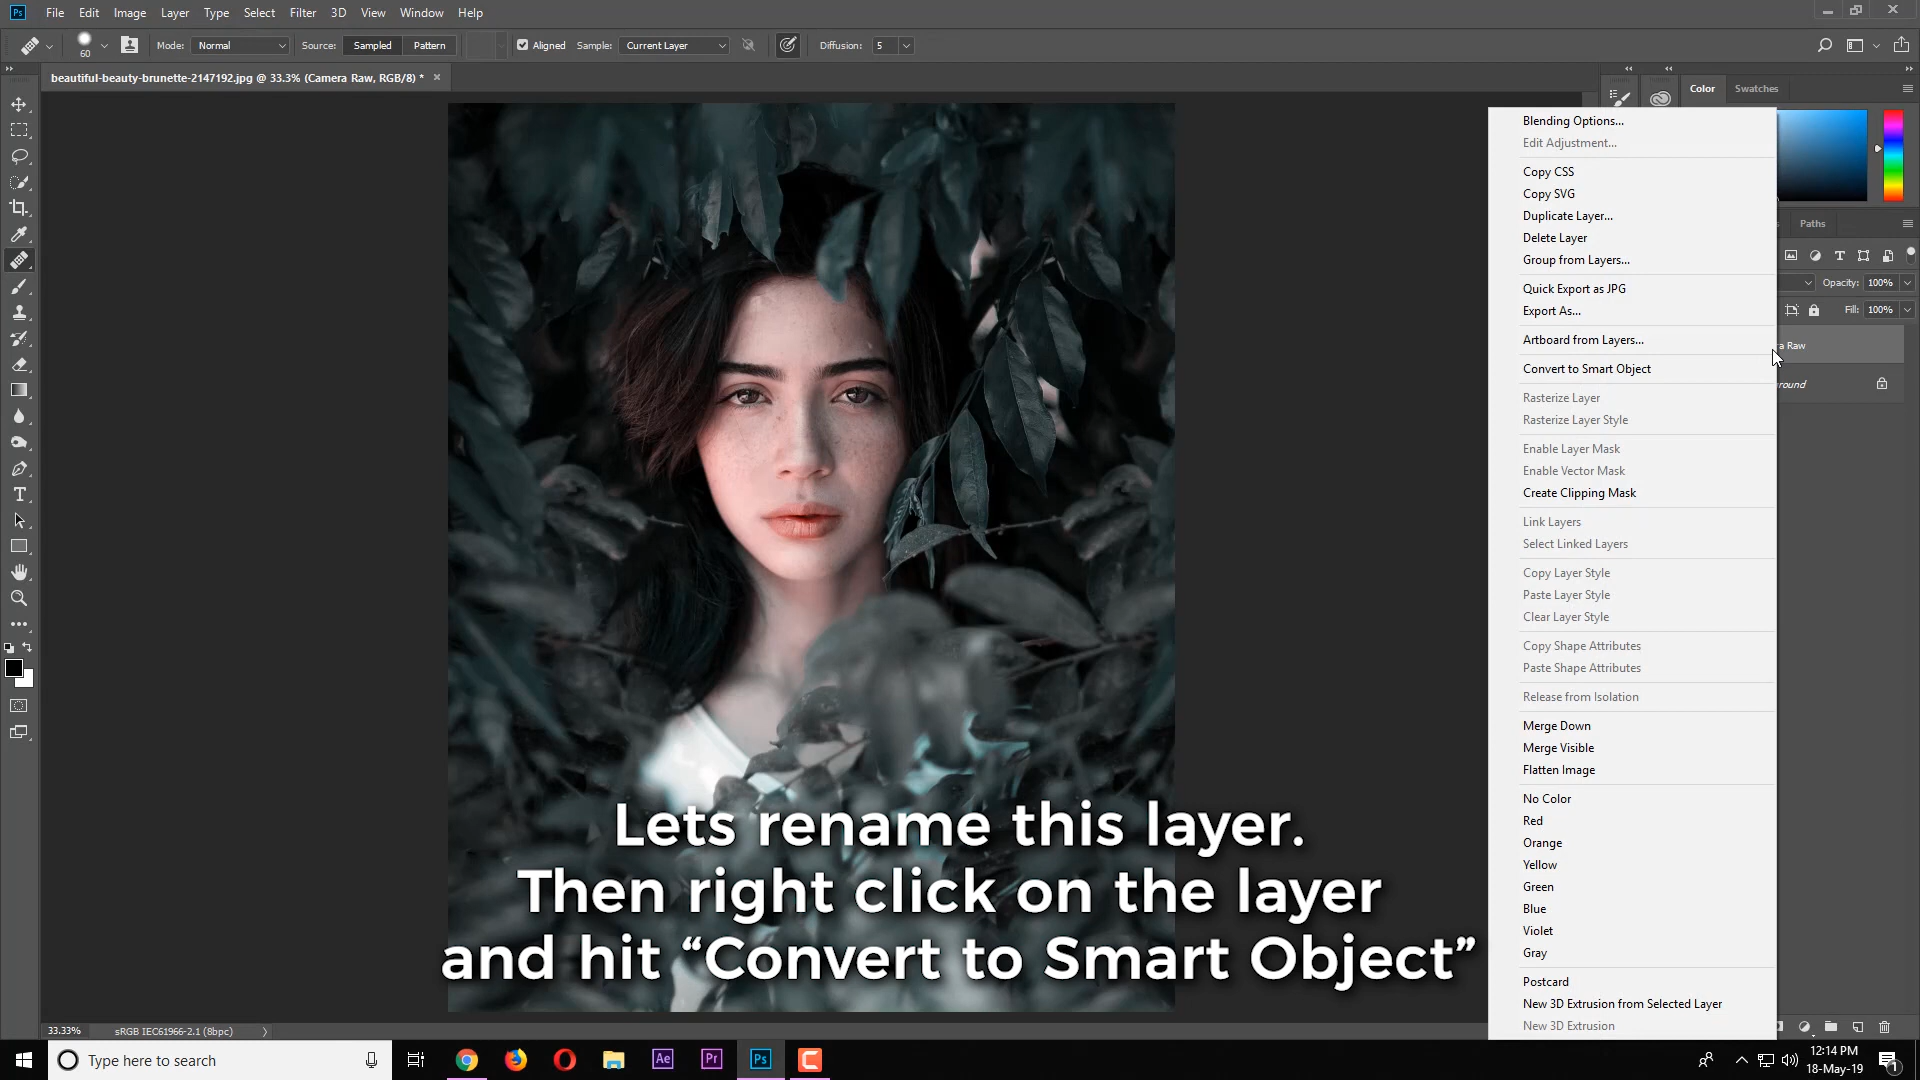 Ps File Edit Image Layer Type Select Filter 3D View Window Help
60 Mode: Normal Source: Sampled Pattern Aligned Sample: Current Layer Diffusion: 5
beautiful-beauty-brunette-2147192.jpg @ 33.3% (Camera Raw, RGB/8) * ×
Color Swatches
Blending Options...
Edit Adjustment...
Copy CSS
Copy SVG
Duplicate Layer...
Delete Layer
Group from Layers...
Quick Export as JPG
Export As...
Artboard from Layers...
Convert to Smart Object
Rasterize Layer
Rasterize Layer Style
Enable Layer Mask
Enable Vector Mask
Create Clipping Mask
Link Layers
Select Linked Layers
Copy Layer Style
Paste Layer Style
Clear Layer Style
Copy Shape Attributes
Paste Shape Attributes
Release from Isolation
Merge Down
Merge Visible
Flatten Image
No Color
Red
Orange
Yellow
Green
Blue
Violet
Gray
Postcard
New 3D Extrusion from Selected Layer
New 3D Extrusion
Paths
Opacity: 100%
Fill: 100%
a Raw
round
Lets rename this layer.
Then right click on the layer
and hit “Convert to Smart Object”
33.33% sRGB IEC61966-2.1 (8bpc)
Type here to search
Ae Pr Ps
12:14 PM
18-May-19
1